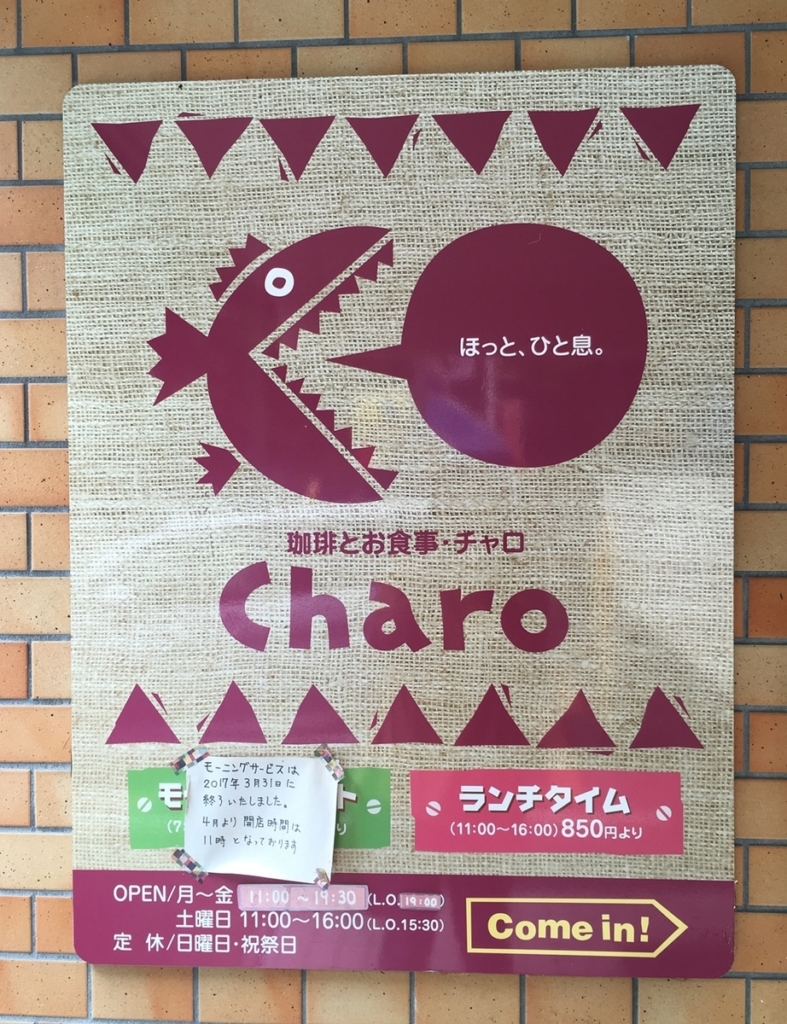 ほっと、ひと息。
珈琲とお食事・チャロ
Charo
モーニングサービスは
2017年3月31日に
終了いたしました。
4月より 開店時間は
11時となっております
モ ト
(7: り
ランチタイム
(11:00〜16:00) 850円より
OPEN/月〜金 11:00 〜 19:30 (L.O. 19:00)
土曜日 11:00〜16:00 (L.O.15:30)
定 休/日曜日・祝祭日
Come in!